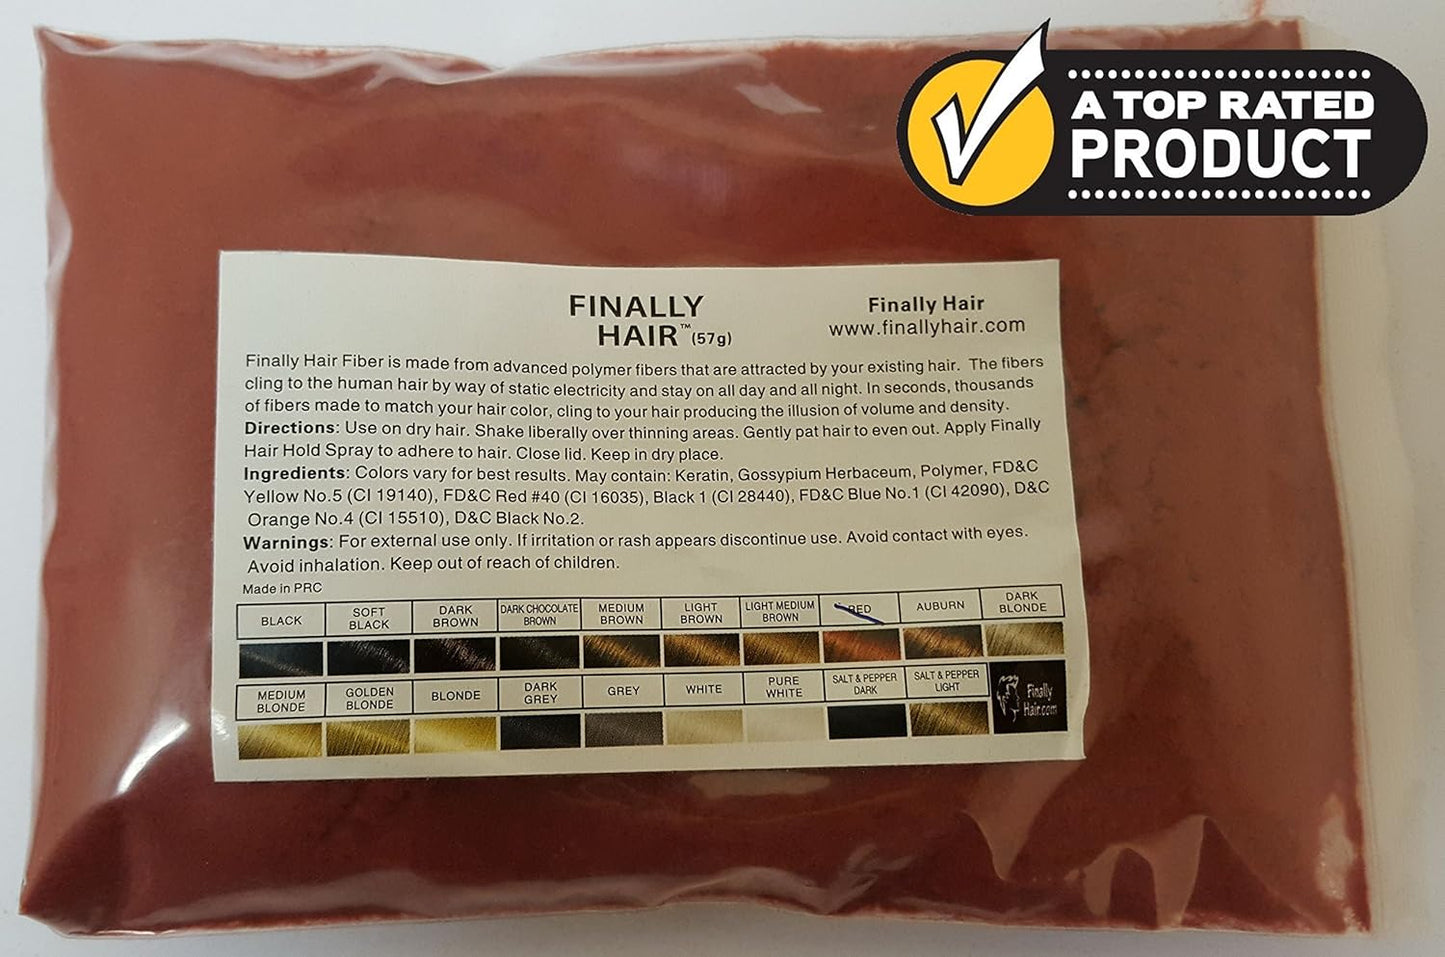 A TOP RATED
PRODUCT
FINALLY
HAIR™(57g)
Finally Hair
www.finallyhair.com
Finally Hair Fiber is made from advanced polymer fibers that are attracted by your existing hair. The fibers
cling to the human hair by way of static electricity and stay on all day and all night. In seconds, thousands
of fibers made to match your hair color, cling to your hair producing the illusion of volume and density.
Directions: Use on dry hair. Shake liberally over thinning areas. Gently pat hair to even out. Apply Finally
Hair Hold Spray to adhere to hair. Close lid. Keep in dry place.
Ingredients: Colors vary for best results. May contain: Keratin, Gossypium Herbaceum, Polymer, FD&C
Yellow No.5 (CI 19140), FD&C Red #40 (CI 16035), Black 1 (CI 28440), FD&C Blue No.1 (CI 42090), D&C
Orange No.4 (CI 15510), D&C Black No.2.
Warnings: For external use only. If irritation or rash appears discontinue use. Avoid contact with eyes.
Avoid inhalation. Keep out of reach of children.
Made in PRC
BLACK
SOFT
BLACK
DARK
BROWN
DARK CHOCOLATE
BROWN
MEDIUM
BROWN
LIGHT
BROWN
LIGHT MEDIUM
BROWN
RED
AUBURN
DARK
BLONDE
MEDIUM
BLONDE
GOLDEN
BLONDE
BLONDE
DARK
GREY
GREY
WHITE
PURE
WHITE
SALT & PEPPER
DARK
SALT & PEPPER
LIGHT
Finally
Hair.com